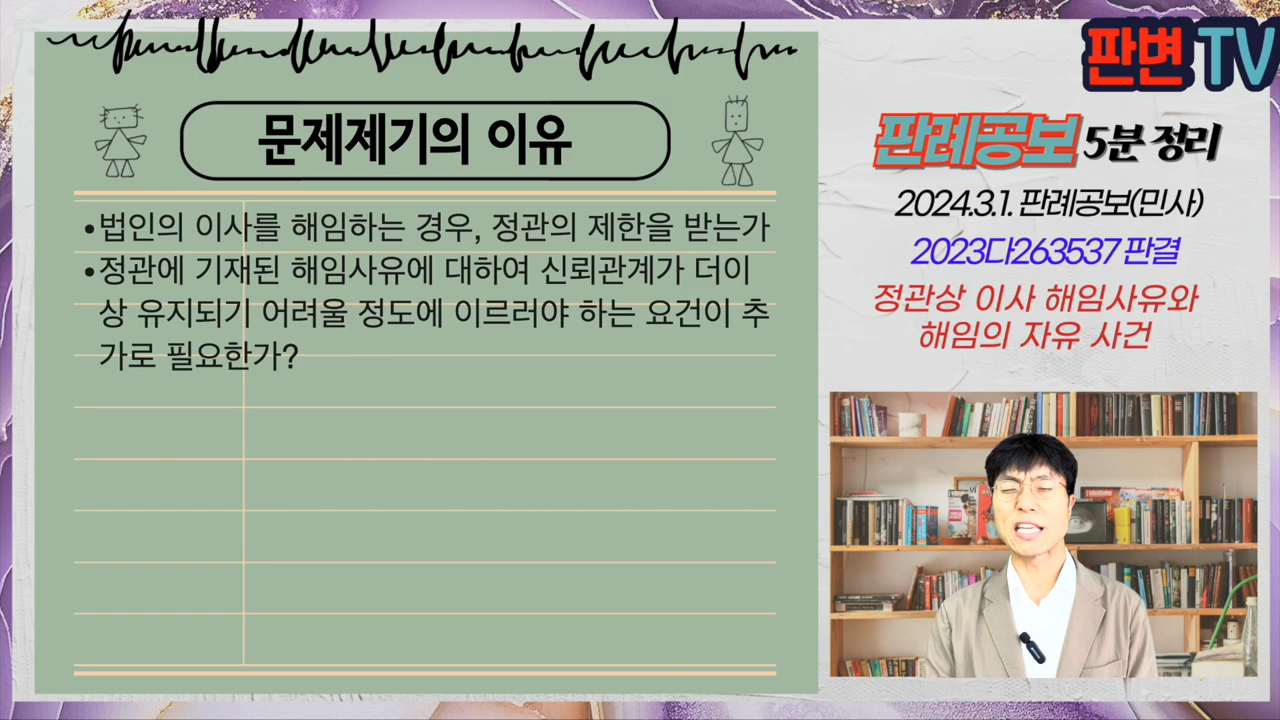 문제제기의 이유
•법인의 이사를 해임하는 경우, 정관의 제한을 받는가
•정관에 기재된 해임사유에 대하여 신뢰관계가 더이
상 유지되기 어려울 정도에 이르러야 하는 요건이 추
가로 필요한가?
판변 TV
판례공보 5분 정리
2024.3.1. 판례공보(민사)
2023다263537 판결
정관상 이사 해임사유와
해임의 자유 사건